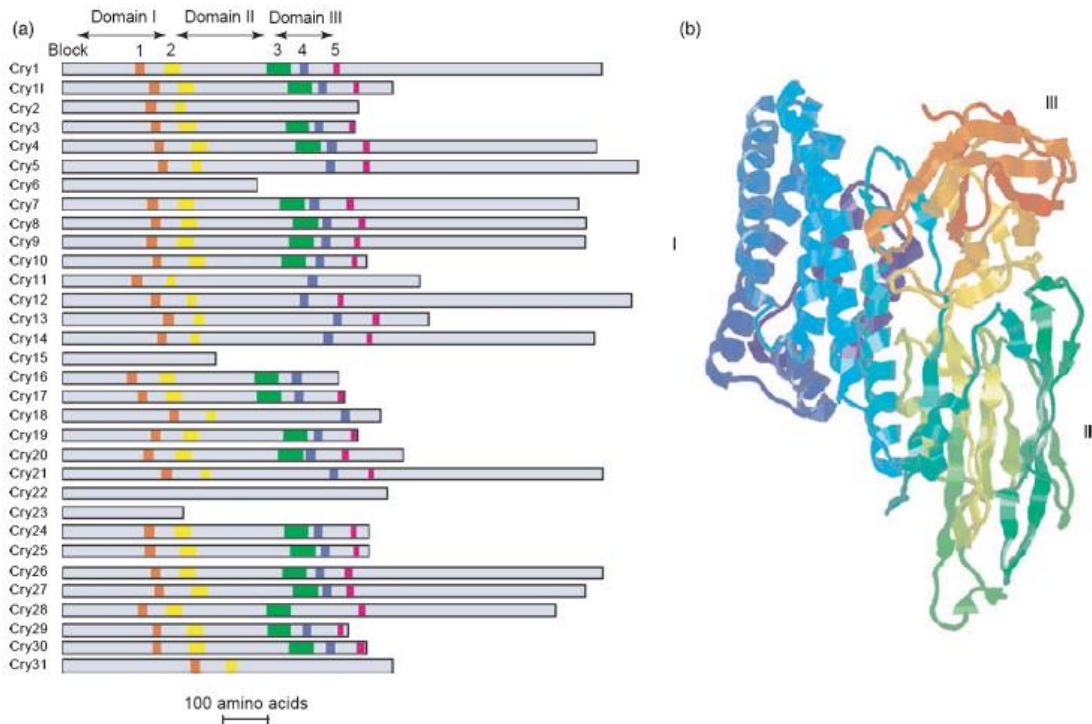 (a)
Domain I Domain II Domain III
Block 1 2 3 4 5
Cry1
Cry1I
Cry2
Cry3
Cry4
Cry5
Cry6
Cry7
Cry8
Cry9
Cry10
Cry11
Cry12
Cry13
Cry14
Cry15
Cry16
Cry17
Cry18
Cry19
Cry20
Cry21
Cry22
Cry23
Cry24
Cry25
Cry26
Cry27
Cry28
Cry29
Cry30
Cry31
100 amino acids
(b)
III
I
II